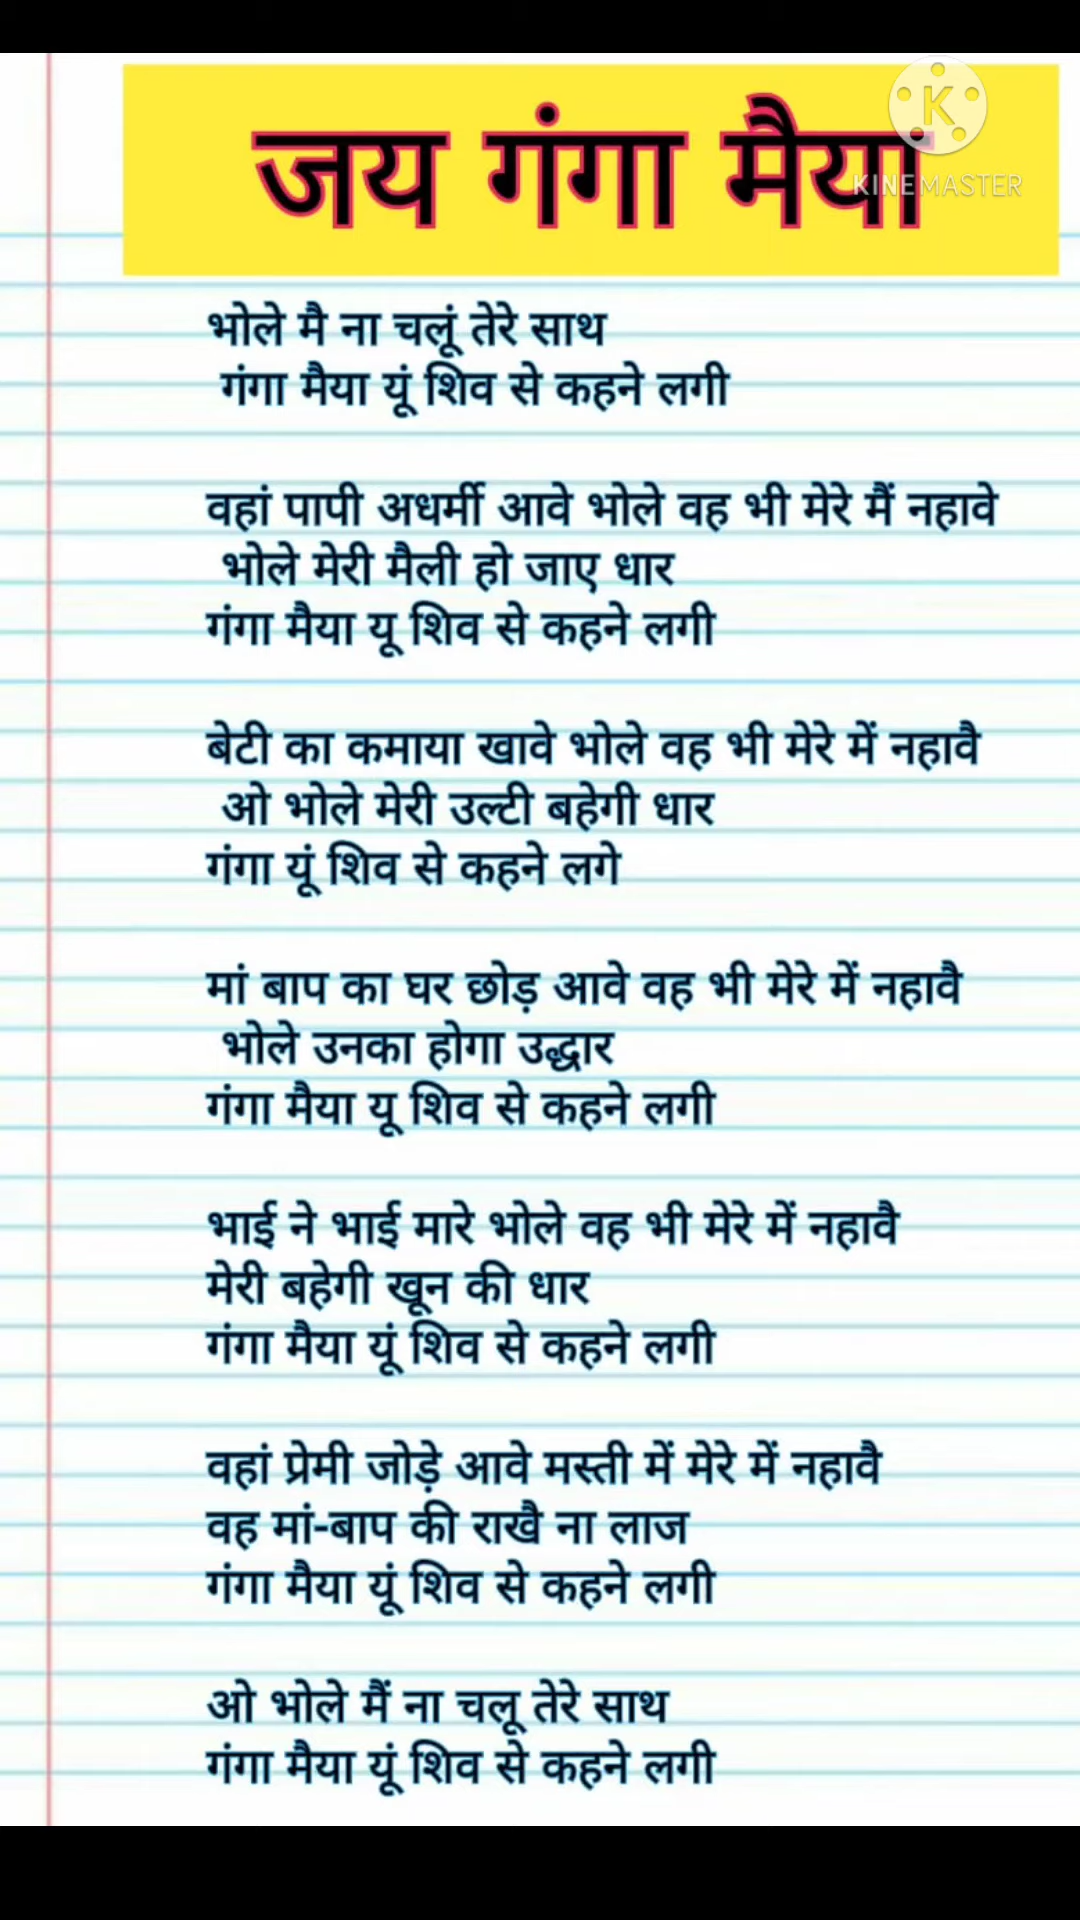 जय गंगा मैया
KINEMASTER
भोले मै ना चलूं तेरे साथ
गंगा मैया यूं शिव से कहने लगी
वहां पापी अधर्मी आवे भोले वह भी मेरे मैं नहावे
भोले मेरी मैली हो जाए धार
गंगा मैया यू शिव से कहने लगी
बेटी का कमाया खावे भोले वह भी मेरे में नहावै
ओ भोले मेरी उल्टी बहेगी धार
गंगा यूं शिव से कहने लगे
मां बाप का घर छोड़ आवे वह भी मेरे में नहावै
भोले उनका होगा उद्धार
गंगा मैया यू शिव से कहने लगी
भाई ने भाई मारे भोले वह भी मेरे में नहावै
मेरी बहेगी खून की धार
गंगा मैया यूं शिव से कहने लगी
वहां प्रेमी जोड़े आवे मस्ती में मेरे में नहावै
वह मां-बाप की राखै ना लाज
गंगा मैया यूं शिव से कहने लगी
ओ भोले मैं ना चलू तेरे साथ
गंगा मैया यूं शिव से कहने लगी